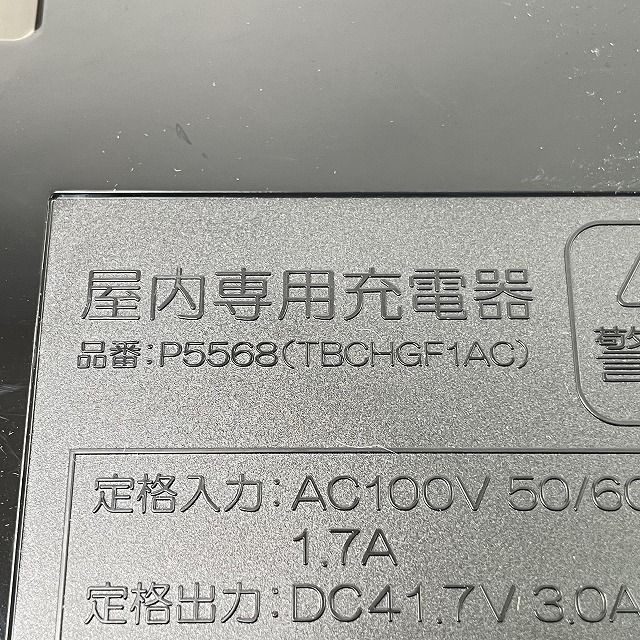 屋内専用充電器
品番:P5568(TBCHGF1AC)
定格入力:AC100V 50/60
1.7A
定格出力:DC41.7V 3.0A